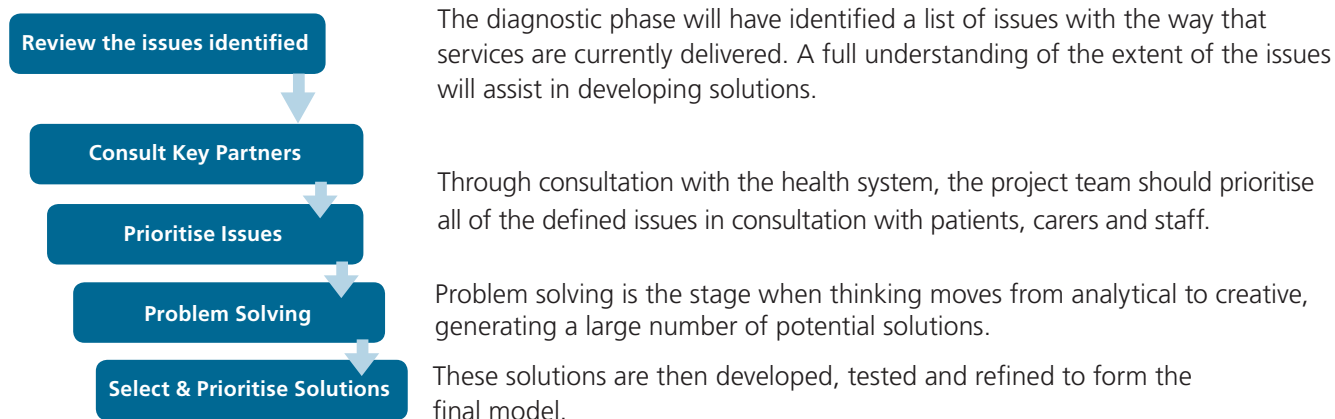 Review the issues identified
The diagnostic phase will have identified a list of issues with the way that
services are currently delivered. A full understanding of the extent of the issues
will assist in developing solutions.
Consult Key Partners
Through consultation with the health system, the project team should prioritise
all of the defined issues in consultation with patients, carers and staff.
Prioritise Issues
Problem Solving
Problem solving is the stage when thinking moves from analytical to creative,
generating a large number of potential solutions.
Select & Prioritise Solutions
These solutions are then developed, tested and refined to form the
final model.